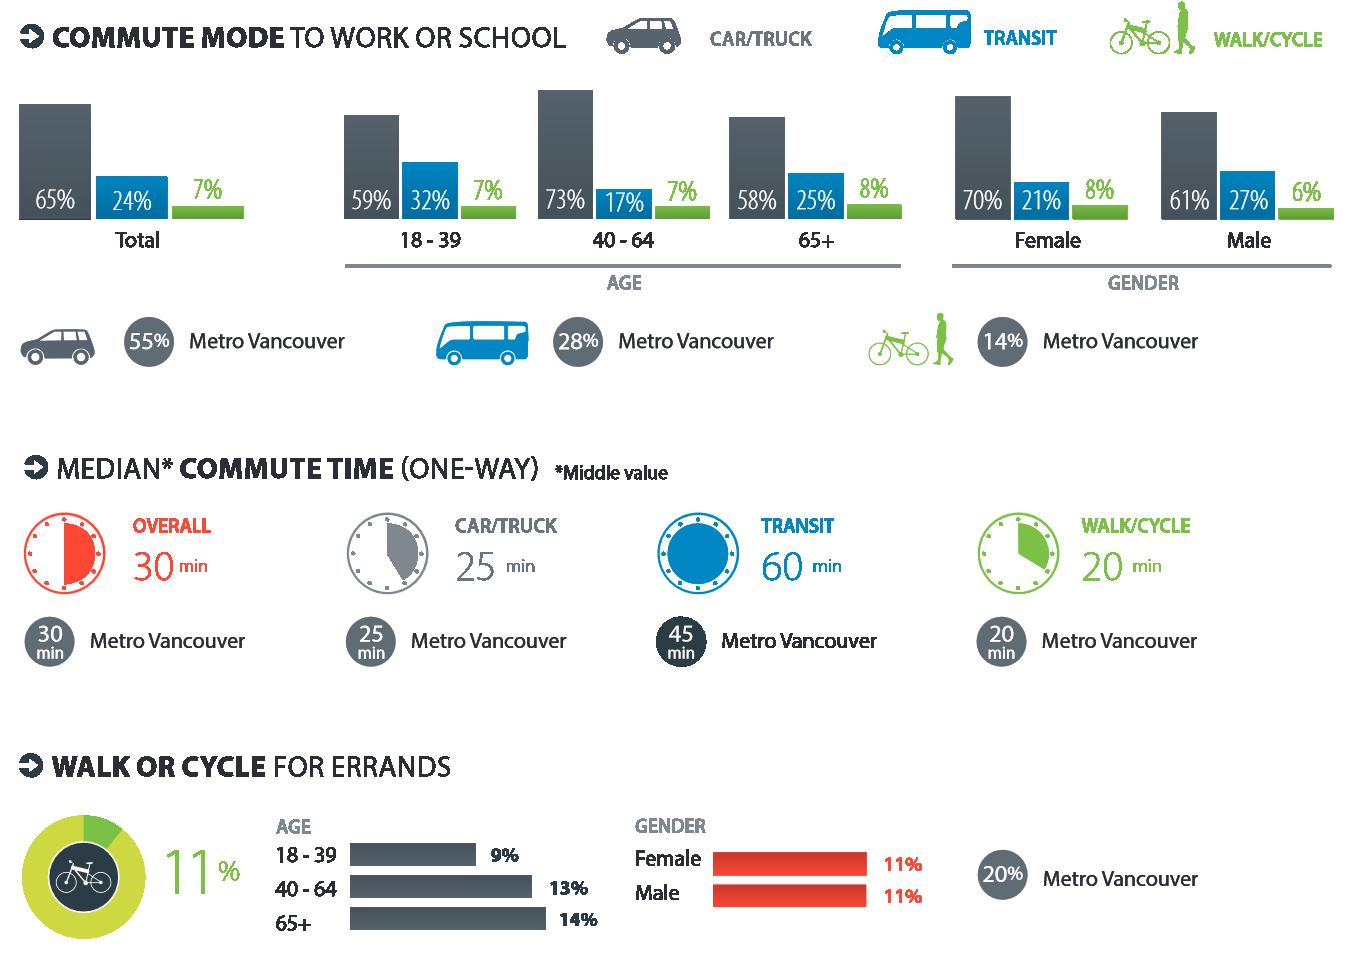 COMMUTE MODE TO WORK OR SCHOOL CAR/TRUCK TRANSIT WALK/CYCLE
65% 24% 7% 59% 32% 7% 73% 17% 7% 58% 25% 8% 70% 21% 8% 61% 27% 6%
Total 18 - 39 40 - 64 65+ Female Male
AGE GENDER
55% Metro Vancouver 28% Metro Vancouver 14% Metro Vancouver
MEDIAN* COMMUTE TIME (ONE-WAY) *Middle value
OVERALL CAR/TRUCK TRANSIT WALK/CYCLE
30 min 25 min 60 min 20 min
30 min Metro Vancouver 25 min Metro Vancouver 45 min Metro Vancouver 20 min Metro Vancouver
WALK OR CYCLE FOR ERRANDS
11%
AGE
18 - 39 9%
40 - 64 13%
65+ 14%
GENDER
Female 11%
Male 11%
20% Metro Vancouver